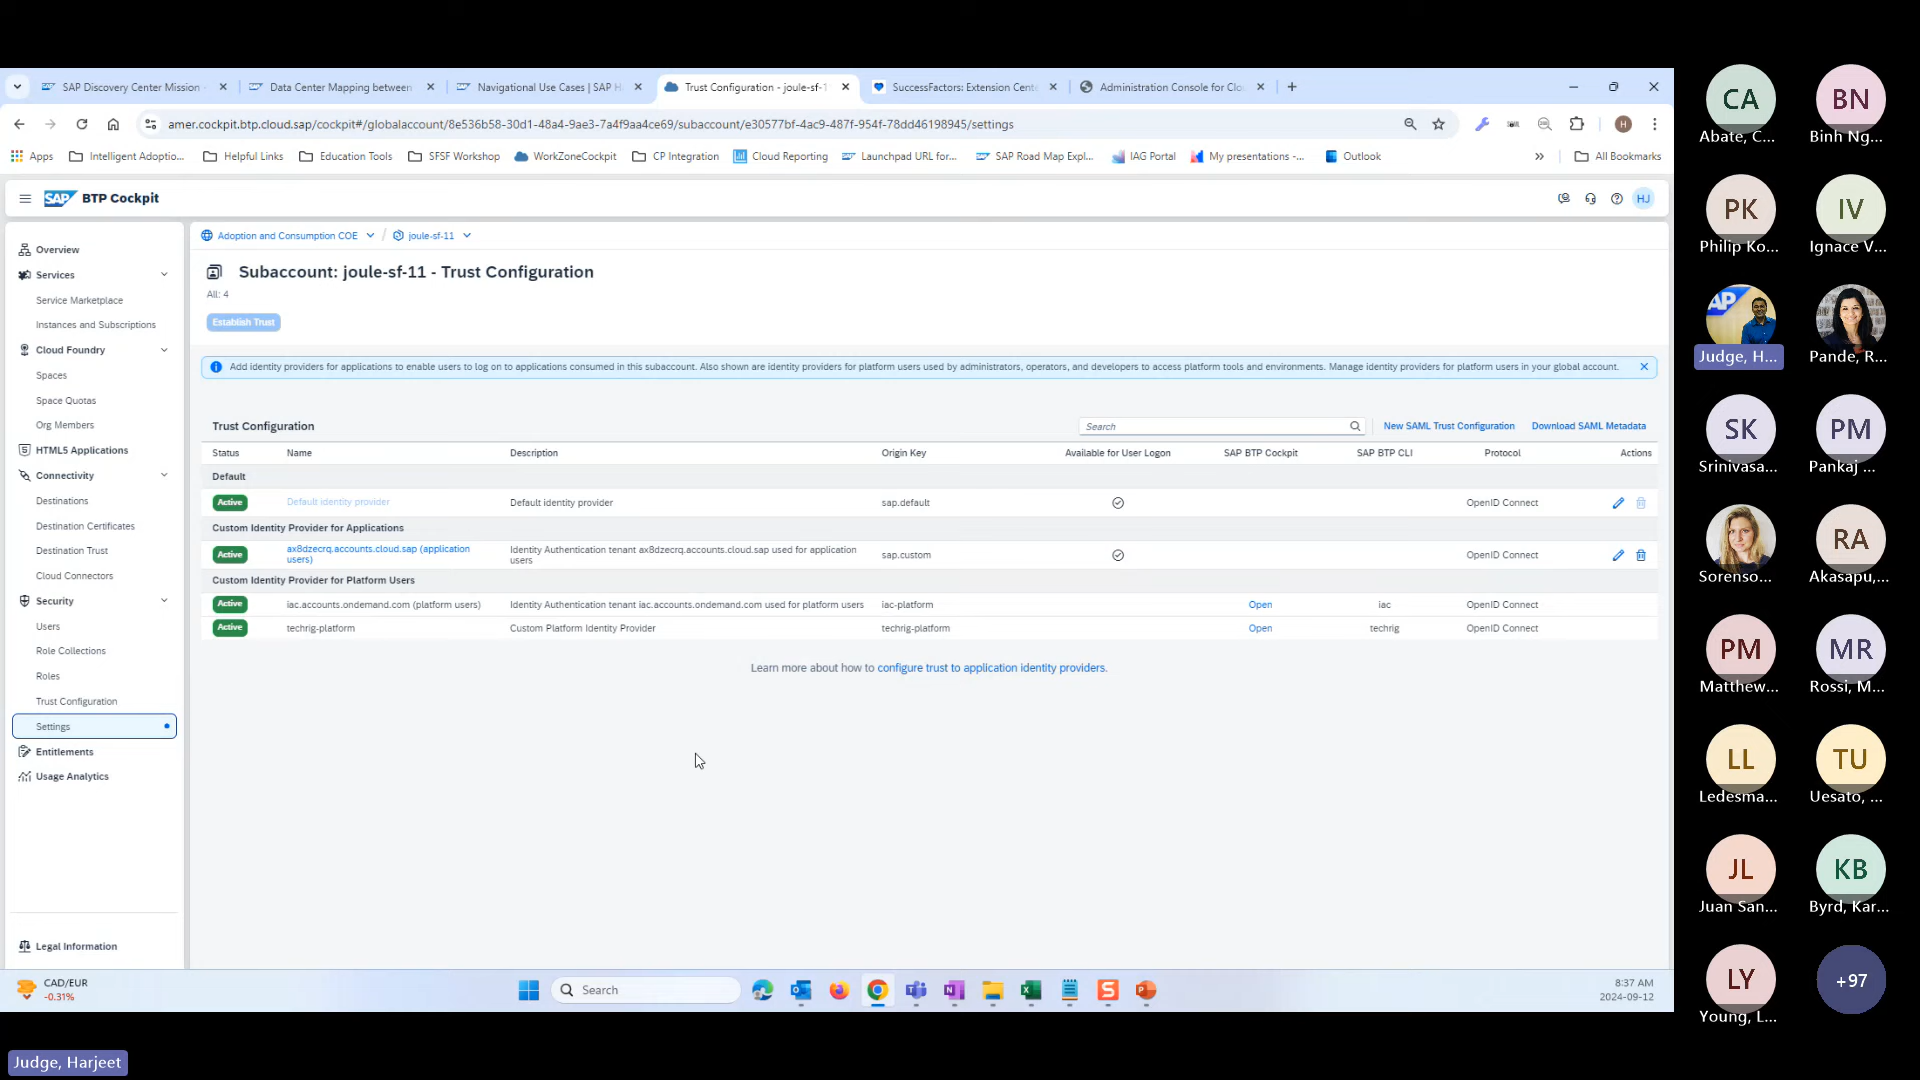 SAP Discovery Center Mission
Data Center Mapping between
Navigational Use Cases | SAP H
Trust Configuration - joule-sf-1
SuccessFactors: Extension Cent
Administration Console for Clo
amer.cockpit.btp.cloud.sap/cockpit#/globalaccount/8e536b58-30d1-48a4-9ae3-7a4f9aa4ce69/subaccount/e30577bf-4ac9-487f-954f-78dd46198945/settings
H
Apps
Intelligent Adoptio...
Helpful Links
Education Tools
SFSF Workshop
WorkZoneCockpit
CP Integration
Cloud Reporting
Launchpad URL for...
SAP Road Map Expl...
IAG Portal
My presentations -...
Outlook
All Bookmarks
SAP BTP Cockpit
HJ
Overview
Services
Service Marketplace
Instances and Subscriptions
Cloud Foundry
Spaces
Space Quotas
Org Members
HTML5 Applications
Connectivity
Destinations
Destination Certificates
Destination Trust
Cloud Connectors
Security
Users
Role Collections
Roles
Trust Configuration
Settings
Entitlements
Usage Analytics
Legal Information
Adoption and Consumption COE / joule-sf-11
Subaccount: joule-sf-11 - Trust Configuration
All: 4
Establish Trust
Add identity providers for applications to enable users to log on to applications consumed in this subaccount. Also shown are identity providers for platform users used by administrators, operators, and developers to access platform tools and environments. Manage identity providers for platform users in your global account.
Trust Configuration
Search
New SAML Trust Configuration
Download SAML Metadata
Status Name Description Origin Key Available for User Logon SAP BTP Cockpit SAP BTP CLI Protocol Actions
Default
Active Default identity provider Default identity provider sap.default OpenID Connect
Custom Identity Provider for Applications
Active ax8dzecrq.accounts.cloud.sap (application users) Identity Authentication tenant ax8dzecrq.accounts.cloud.sap used for application users sap.custom OpenID Connect
Custom Identity Provider for Platform Users
Active iac.accounts.ondemand.com (platform users) Identity Authentication tenant iac.accounts.ondemand.com used for platform users iac-platform Open iac OpenID Connect
Active techrig-platform Custom Platform Identity Provider techrig-platform Open techrig OpenID Connect
Learn more about how to configure trust to application identity providers.
CAD/EUR
-0.31%
Search
8:37 AM
2024-09-12
CA
Abate, C...
BN
Binh Ng...
PK
Philip Ko...
IV
Ignace V...
AP
Judge, H...
Pande, R...
SK
Srinivasa...
PM
Pankaj ...
Sorenso...
RA
Akasapu,...
PM
Matthew...
MR
Rossi, M...
LL
Ledesma...
TU
Uesato, ...
JL
Juan San...
KB
Byrd, Kar...
LY
Young, L...
+97
Judge, Harjeet